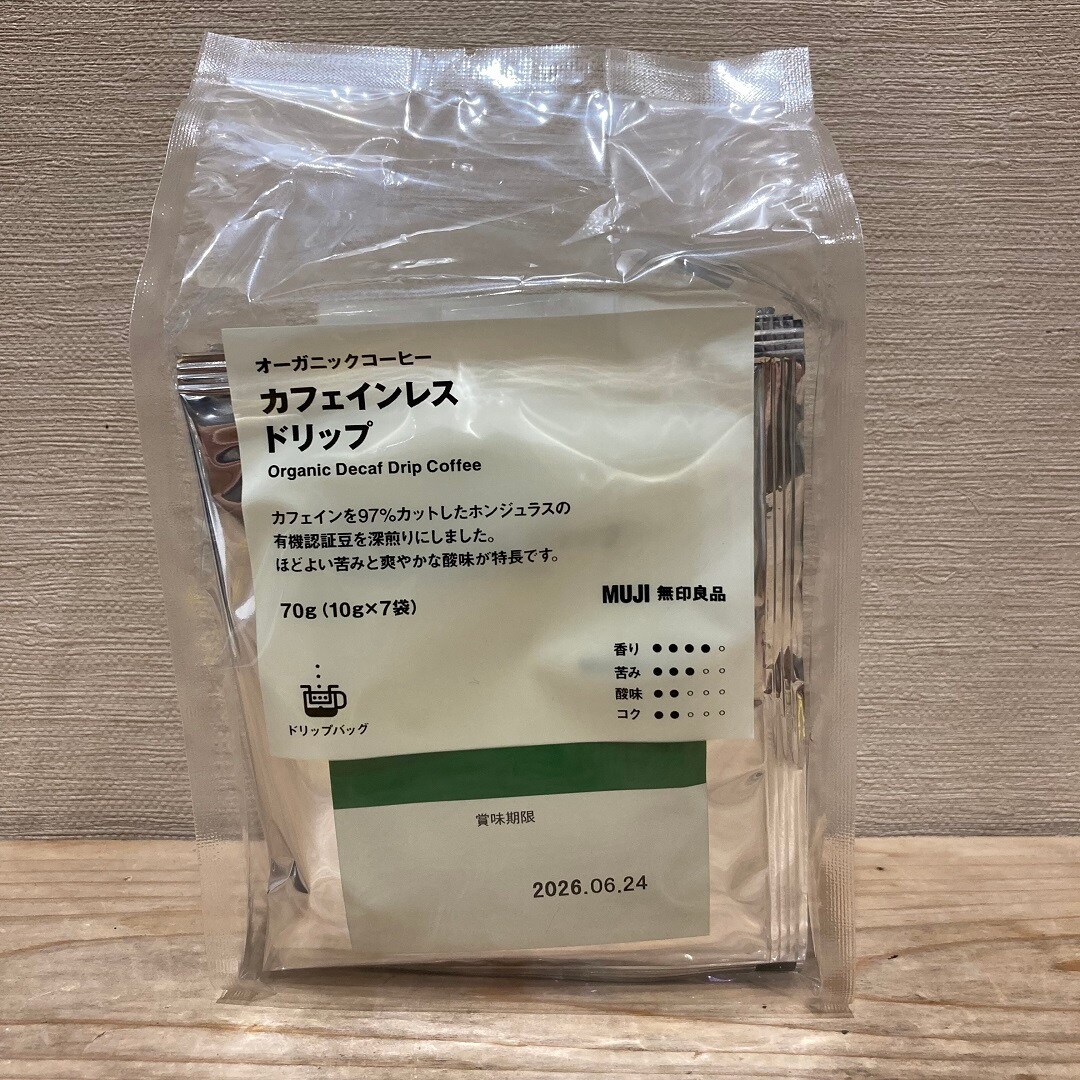 オーガニックコーヒー
カフェインレス
ドリップ
Organic Decaf Drip Coffee
カフェインを97%カットしたホンジュラスの
有機認証豆を深煎りにしました。
ほどよい苦みと爽やかな酸味が特長です。
70g（10g×7袋）
MUJI 無印良品
香り ●●●●○
苦み ●●●○○
酸味 ●●○○○
コク ●●○○○
ドリップバッグ
賞味期限
2026.06.24